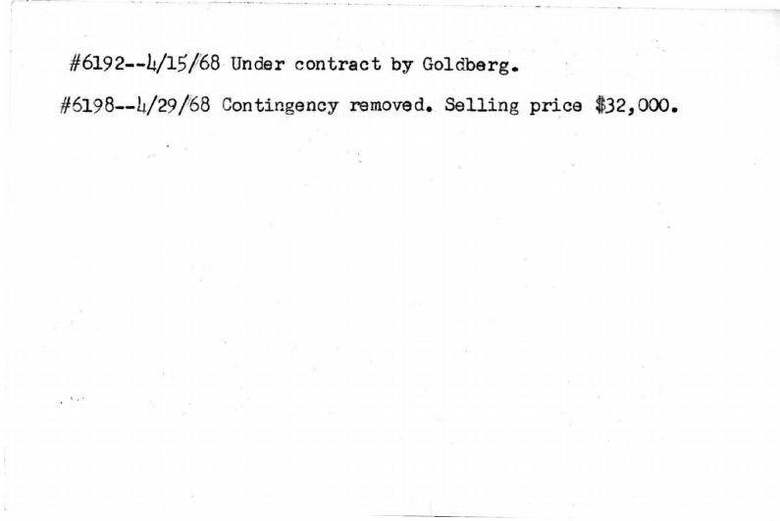 #6192--4/15/68 Under contract by Goldberg.
#6198--4/29/68 Contingency removed. Selling price $32,000.